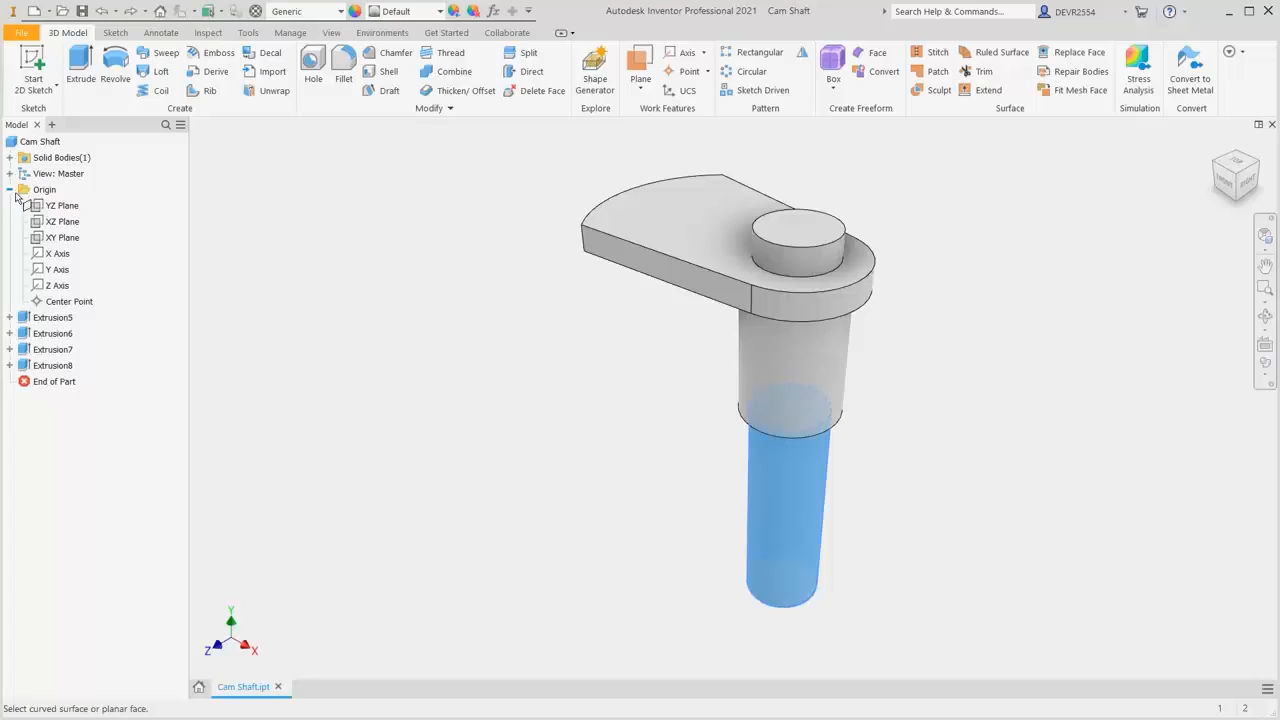 Generic
Default
Autodesk Inventor Professional 2021 Cam Shaft
Search Help & Commands...
DEVR2554
File
3D Model
Sketch
Annotate
Inspect
Tools
Manage
View
Environments
Get Started
Collaborate
Start
2D Sketch
Extrude
Revolve
Sweep
Loft
Coil
Emboss
Derive
Rib
Decal
Import
Unwrap
Hole
Fillet
Chamfer
Shell
Draft
Thread
Combine
Thicken/ Offset
Split
Direct
Delete Face
Shape
Generator
Plane
Axis
Point
UCS
Rectangular
Circular
Sketch Driven
Box
Face
Convert
Stitch
Patch
Sculpt
Ruled Surface
Trim
Extend
Replace Face
Repair Bodies
Fit Mesh Face
Stress
Analysis
Convert to
Sheet Metal
Sketch
Create
Modify
Explore
Work Features
Pattern
Create Freeform
Surface
Simulation
Convert
Model
Cam Shaft
Solid Bodies(1)
View: Master
Origin
YZ Plane
XZ Plane
XY Plane
X Axis
Y Axis
Z Axis
Center Point
Extrusion5
Extrusion6
Extrusion7
Extrusion8
End of Part
TOP
FRONT
RIGHT
Y
Z
X
Cam Shaft.ipt
Select curved surface or planar face.
1 2